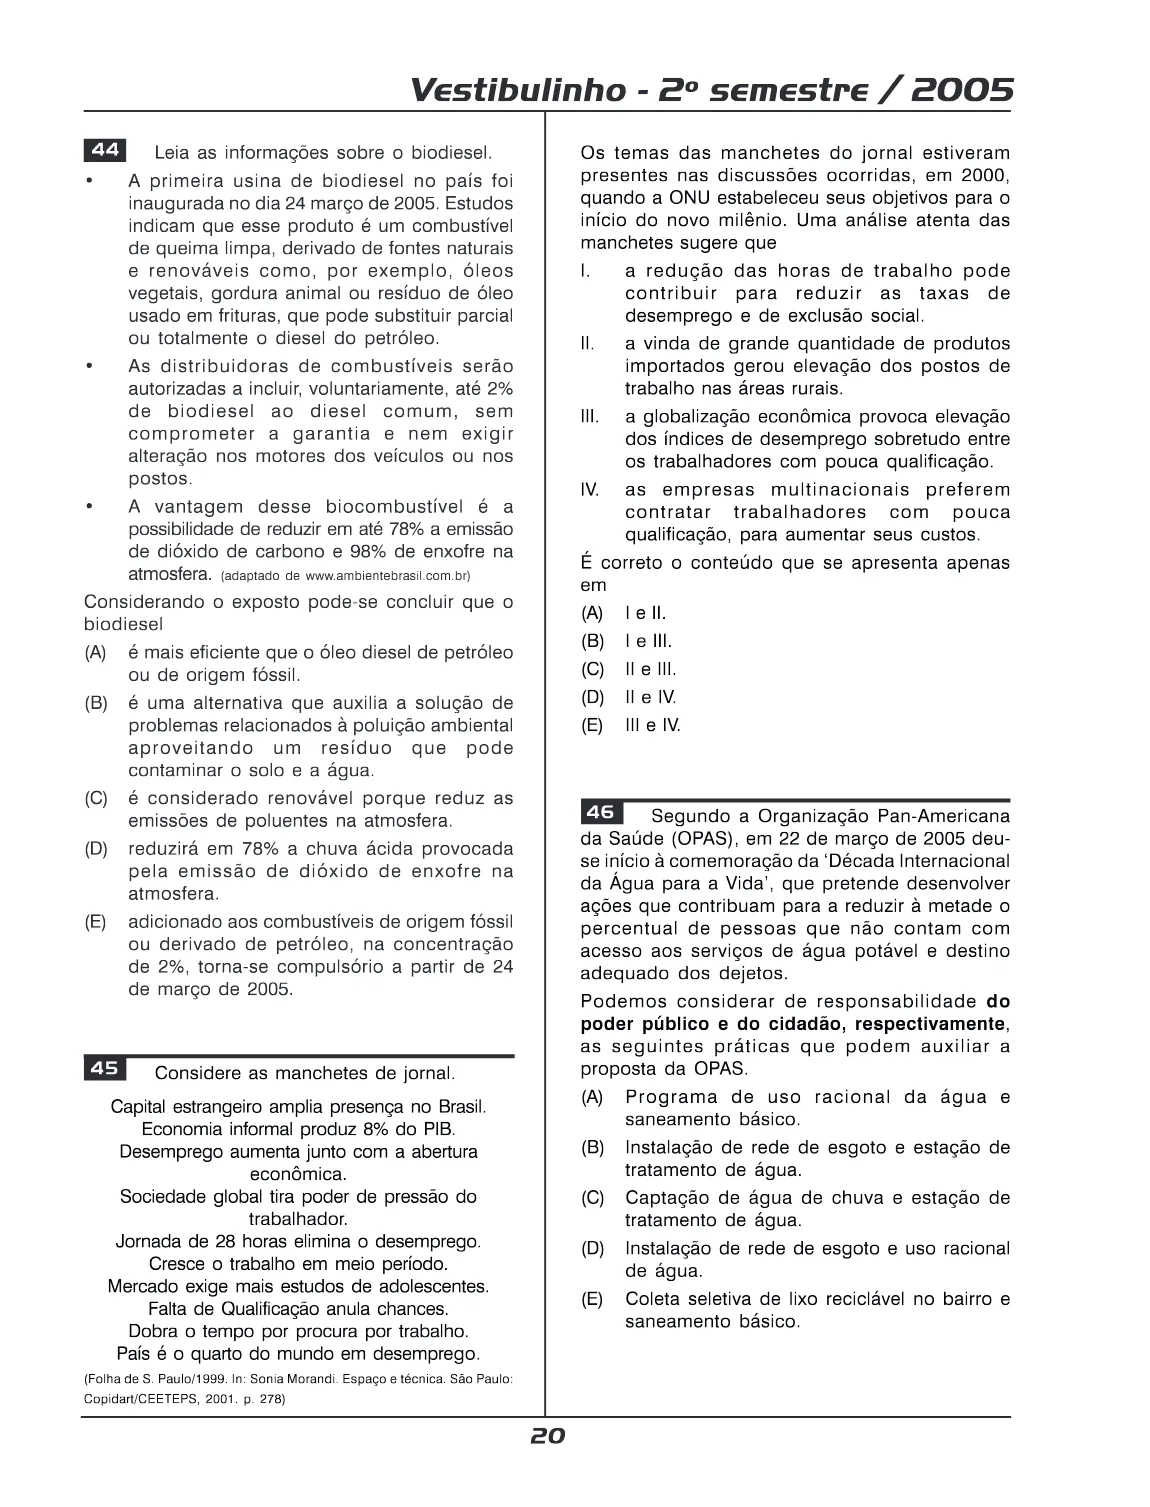 Vestibulinho - 2º semestre / 2005
44 Leia as informações sobre o biodiesel.
• A primeira usina de biodiesel no país foi
inaugurada no dia 24 março de 2005. Estudos
indicam que esse produto é um combustível
de queima limpa, derivado de fontes naturais
e renováveis como, por exemplo, óleos
vegetais, gordura animal ou resíduo de óleo
usado em frituras, que pode substituir parcial
ou totalmente o diesel do petróleo.
• As distribuidoras de combustíveis serão
autorizadas a incluir, voluntariamente, até 2%
de biodiesel ao diesel comum, sem
comprometer a garantia e nem exigir
alteração nos motores dos veículos ou nos
postos.
• A vantagem desse biocombustível é a
possibilidade de reduzir em até 78% a emissão
de dióxido de carbono e 98% de enxofre na
atmosfera. (adaptado de www.ambientebrasil.com.br)
Considerando o exposto pode-se concluir que o
biodiesel
(A) é mais eficiente que o óleo diesel de petróleo
ou de origem fóssil.
(B) é uma alternativa que auxilia a solução de
problemas relacionados à poluição ambiental
aproveitando um resíduo que pode
contaminar o solo e a água.
(C) é considerado renovável porque reduz as
emissões de poluentes na atmosfera.
(D) reduzirá em 78% a chuva ácida provocada
pela emissão de dióxido de enxofre na
atmosfera.
(E) adicionado aos combustíveis de origem fóssil
ou derivado de petróleo, na concentração
de 2%, torna-se compulsório a partir de 24
de março de 2005.
45 Considere as manchetes de jornal.
Capital estrangeiro amplia presença no Brasil.
Economia informal produz 8% do PIB.
Desemprego aumenta junto com a abertura
econômica.
Sociedade global tira poder de pressão do
trabalhador.
Jornada de 28 horas elimina o desemprego.
Cresce o trabalho em meio período.
Mercado exige mais estudos de adolescentes.
Falta de Qualificação anula chances.
Dobra o tempo por procura por trabalho.
País é o quarto do mundo em desemprego.
(Folha de S. Paulo/1999. In: Sonia Morandi. Espaço e técnica. São Paulo:
Copidart/CEETEPS, 2001. p. 278)
Os temas das manchetes do jornal estiveram
presentes nas discussões ocorridas, em 2000,
quando a ONU estabeleceu seus objetivos para o
início do novo milênio. Uma análise atenta das
manchetes sugere que
I. a redução das horas de trabalho pode
contribuir para reduzir as taxas de
desemprego e de exclusão social.
II. a vinda de grande quantidade de produtos
importados gerou elevação dos postos de
trabalho nas áreas rurais.
III. a globalização econômica provoca elevação
dos índices de desemprego sobretudo entre
os trabalhadores com pouca qualificação.
IV. as empresas multinacionais preferem
contratar trabalhadores com pouca
qualificação, para aumentar seus custos.
É correto o conteúdo que se apresenta apenas
em
(A) I e II.
(B) I e III.
(C) II e III.
(D) II e IV.
(E) III e IV.
46 Segundo a Organização Pan-Americana
da Saúde (OPAS), em 22 de março de 2005 deu-
se início à comemoração da ‘Década Internacional
da Água para a Vida’, que pretende desenvolver
ações que contribuam para a reduzir à metade o
percentual de pessoas que não contam com
acesso aos serviços de água potável e destino
adequado dos dejetos.
Podemos considerar de responsabilidade do
poder público e do cidadão, respectivamente,
as seguintes práticas que podem auxiliar a
proposta da OPAS.
(A) Programa de uso racional da água e
saneamento básico.
(B) Instalação de rede de esgoto e estação de
tratamento de água.
(C) Captação de água de chuva e estação de
tratamento de água.
(D) Instalação de rede de esgoto e uso racional
de água.
(E) Coleta seletiva de lixo reciclável no bairro e
saneamento básico.
20